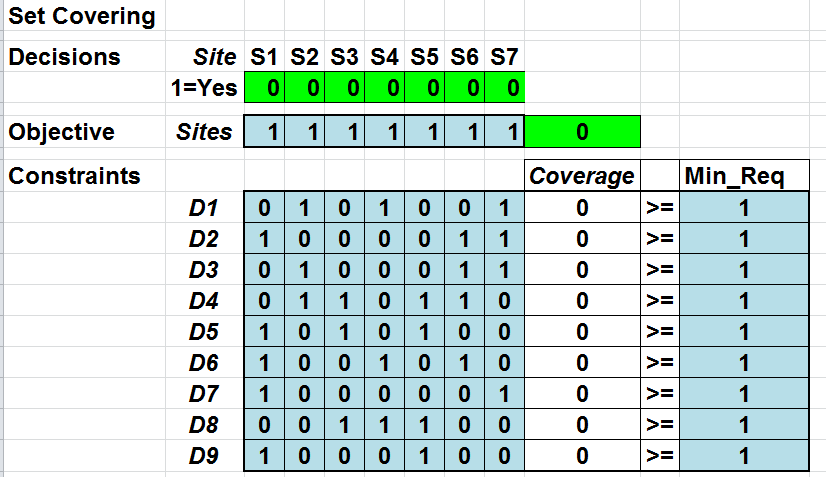 Set Covering
Decisions Site S1 S2 S3 S4 S5 S6 S7
1=Yes 0 0 0 0 0 0 0
Objective Sites 1 1 1 1 1 1 1 0
Constraints Coverage Min_Req
D1 0 1 0 1 0 0 1 0 >= 1
D2 1 0 0 0 0 1 1 0 >= 1
D3 0 1 0 0 0 1 1 0 >= 1
D4 0 1 1 0 1 1 0 0 >= 1
D5 1 0 1 0 1 0 0 0 >= 1
D6 1 0 0 1 0 1 0 0 >= 1
D7 1 0 0 0 0 0 1 0 >= 1
D8 0 0 1 1 1 0 0 0 >= 1
D9 1 0 0 0 1 0 0 0 >= 1